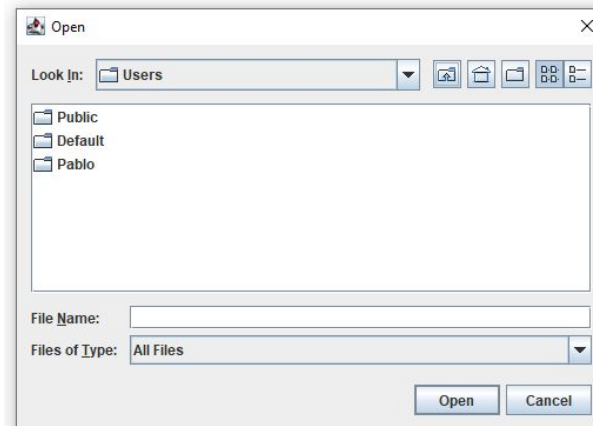 Open
Look In: Users
Public
Default
Pablo
File Name:
Files of Type: All Files
Open Cancel